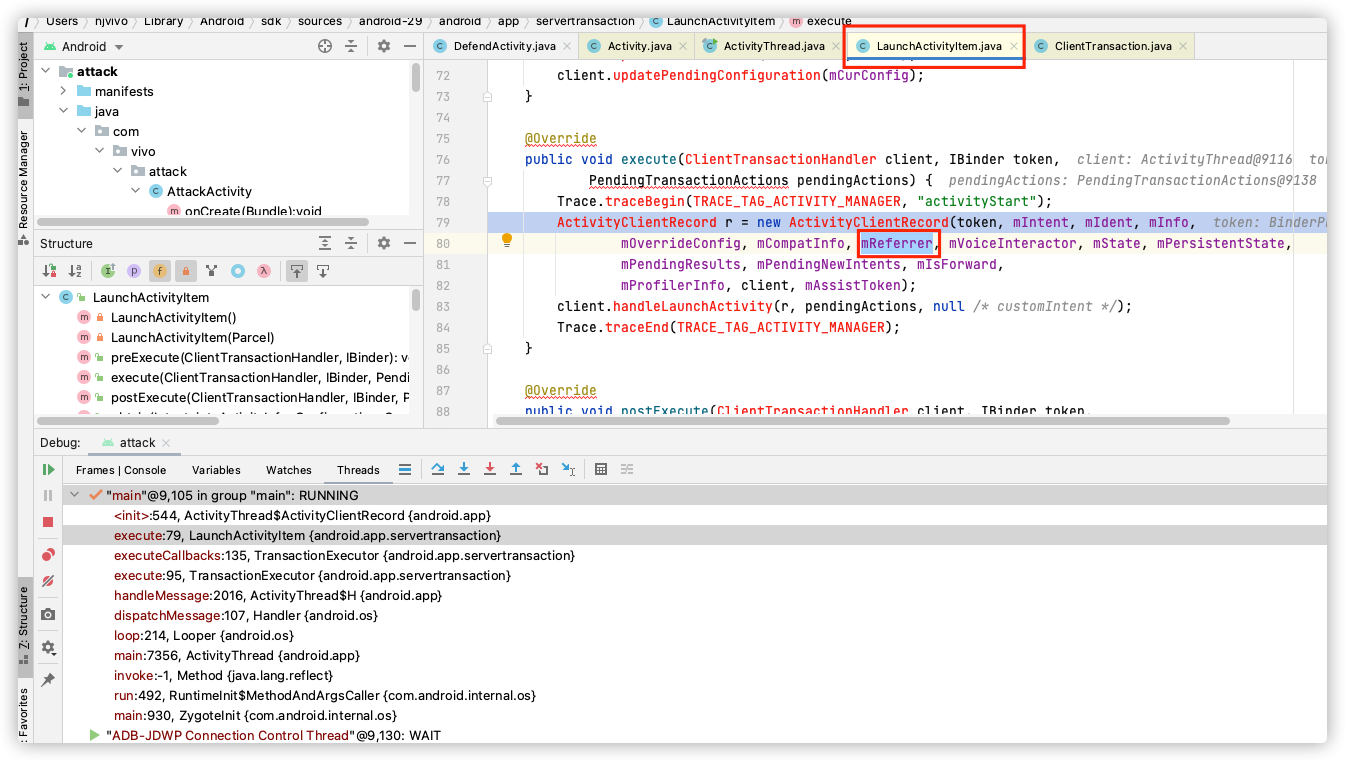 Users njvivo Library Android sdk sources android-29 android app servertransaction LaunchActivityItem execute
Android
DefendActivity.java Activity.java ActivityThread.java LaunchActivityItem.java ClientTransaction.java
1: Project
Resource Manager
Z: Structure
Favorites
attack
manifests
java
com
vivo
attack
AttackActivity
onCreate(Bundle):void
Structure
LaunchActivityItem
LaunchActivityItem()
LaunchActivityItem(Parcel)
preExecute(ClientTransactionHandler, IBinder): v
execute(ClientTransactionHandler, IBinder, Pendi
postExecute(ClientTransactionHandler, IBinder, P
72 client.updatePendingConfiguration(mCurConfig);
73 }
74
75 @Override
76 public void execute(ClientTransactionHandler client, IBinder token, client: ActivityThread@9116 tok
77 PendingTransactionActions pendingActions) { pendingActions: PendingTransactionActions@9138
78 Trace.traceBegin(TRACE_TAG_ACTIVITY_MANAGER, "activityStart");
79 ActivityClientRecord r = new ActivityClientRecord(token, mIntent, mIdent, mInfo, token: BinderPr
80 mOverrideConfig, mCompatInfo, mReferrer, mVoiceInteractor, mState, mPersistentState,
81 mPendingResults, mPendingNewIntents, mIsForward,
82 mProfilerInfo, client, mAssistToken);
83 client.handleLaunchActivity(r, pendingActions, null /* customIntent */);
84 Trace.traceEnd(TRACE_TAG_ACTIVITY_MANAGER);
85 }
86
87 @Override
88 public void postExecute(ClientTransactionHandler client, IBinder token,
Debug: attack
Frames | Console Variables Watches Threads
"main"@9,105 in group "main": RUNNING
<init>:544, ActivityThread$ActivityClientRecord {android.app}
execute:79, LaunchActivityItem {android.app.servertransaction}
executeCallbacks:135, TransactionExecutor {android.app.servertransaction}
execute:95, TransactionExecutor {android.app.servertransaction}
handleMessage:2016, ActivityThread$H {android.app}
dispatchMessage:107, Handler {android.os}
loop:214, Looper {android.os}
main:7356, ActivityThread {android.app}
invoke:-1, Method {java.lang.reflect}
run:492, RuntimeInit$MethodAndArgsCaller {com.android.internal.os}
main:930, ZygoteInit {com.android.internal.os}
"ADB-JDWP Connection Control Thread"@9,130: WAIT